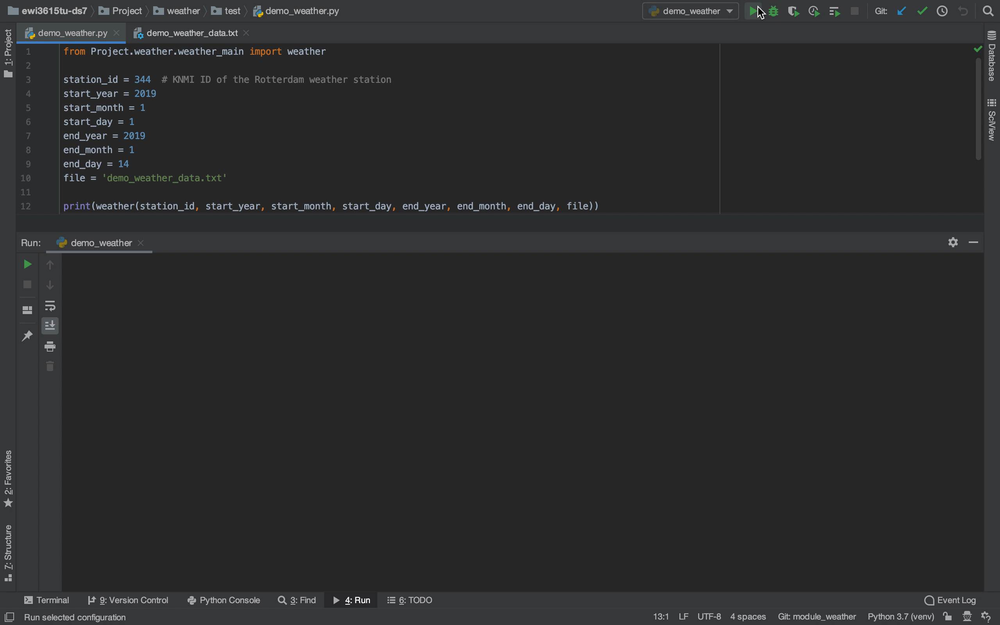 ewi3615tu-ds7 Project weather test demo_weather.py demo_weather Git:
demo_weather.py demo_weather_data.txt
1: Project
Database
SciView
1 from Project.weather.weather_main import weather
2
3 station_id = 344 # KNMI ID of the Rotterdam weather station
4 start_year = 2019
5 start_month = 1
6 start_day = 1
7 end_year = 2019
8 end_month = 1
9 end_day = 14
10 file = 'demo_weather_data.txt'
11
12 print(weather(station_id, start_year, start_month, start_day, end_year, end_month, end_day, file))
Run: demo_weather
2: Favorites
7: Structure
Terminal 9: Version Control Python Console 3: Find 4: Run 6: TODO Event Log
Run selected configuration 13:1 LF UTF-8 4 spaces Git: module_weather Python 3.7 (venv)